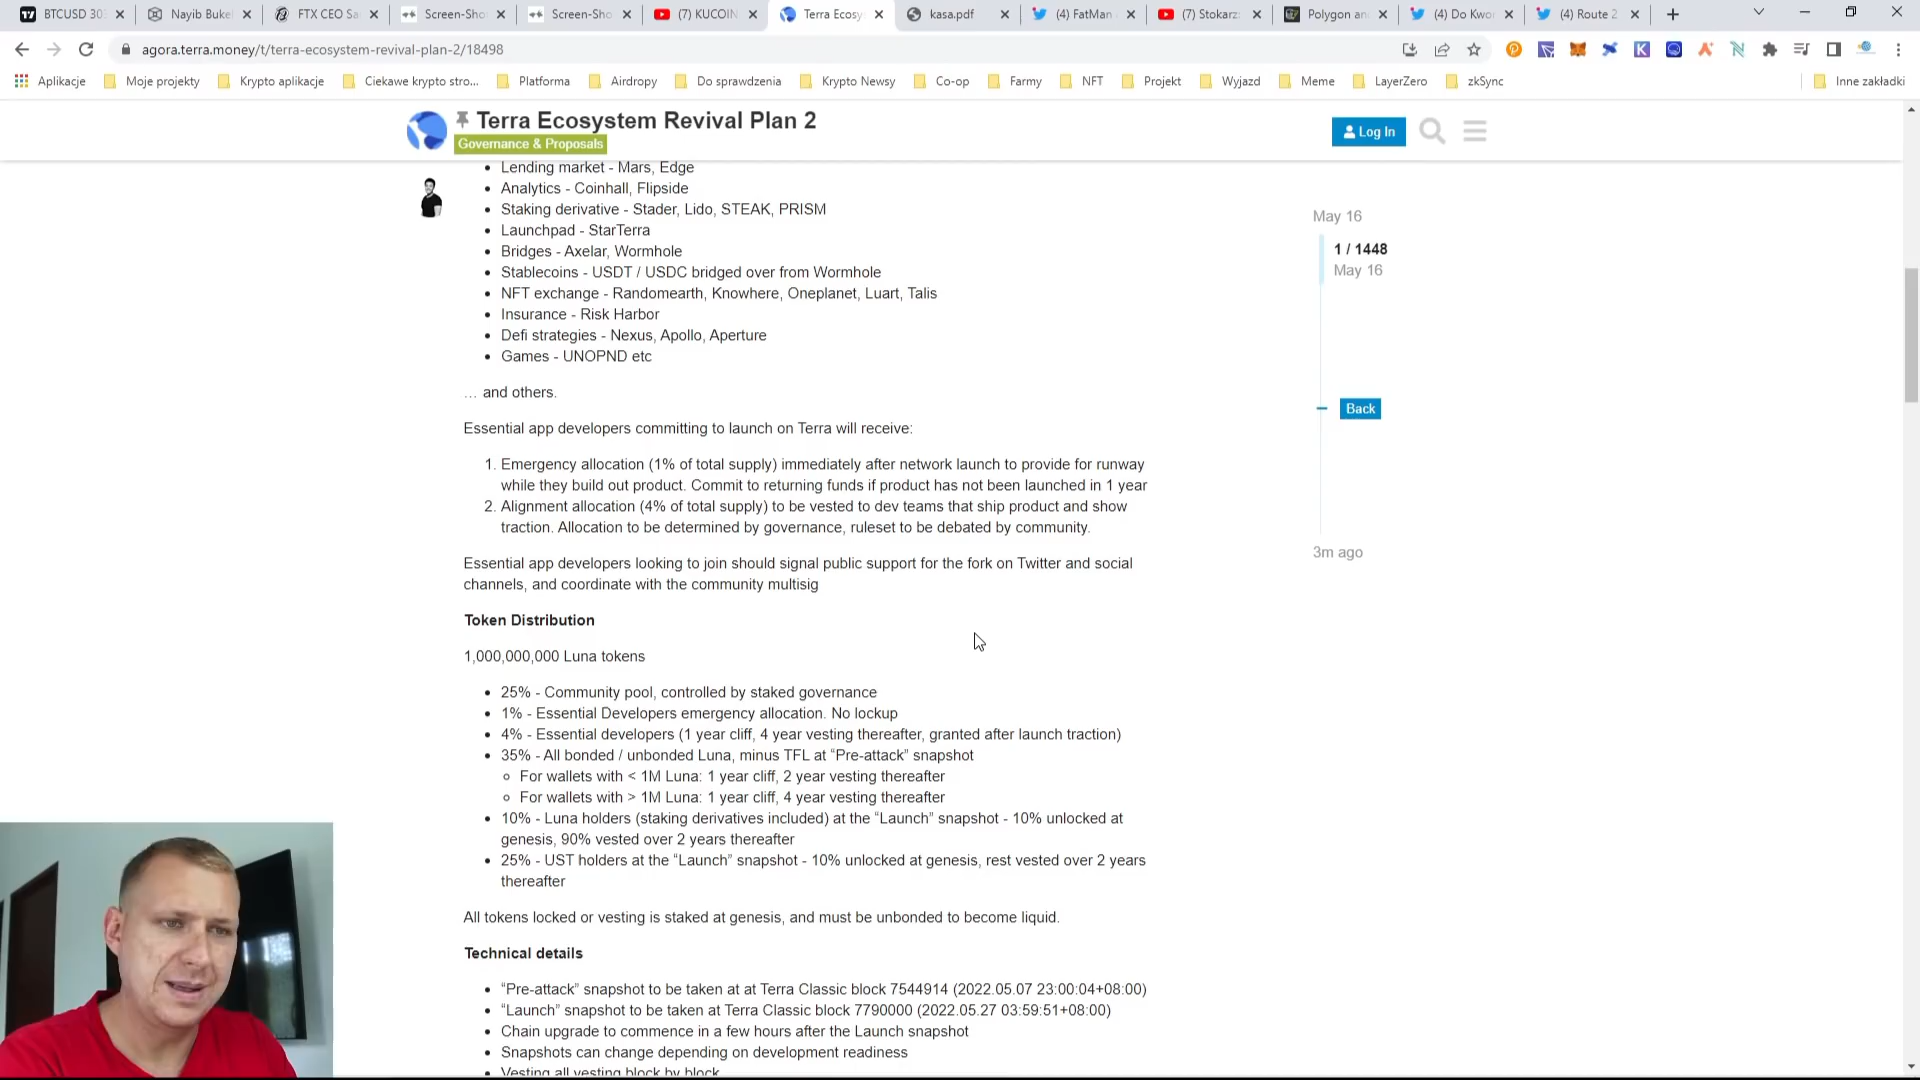 BTCUSD 30:
Nayib Buke
FTX CEO Sa
Screen-Sho
Screen-Sho
(7) KUCOIN
Terra Ecosy
kasa.pdf
(4) FatMan
(7) Stokarz
Polygon an
(4) Do Kwo
(4) Route 2
agora.terra.money/t/terra-ecosystem-revival-plan-2/18498
Aplikacje
Moje projekty
Krypto aplikacje
Ciekawe krypto stro...
Platforma
Airdropy
Do sprawdzenia
Krypto Newsy
Co-op
Farmy
NFT
Projekt
Wyjazd
Meme
LayerZero
zkSync
Inne zakładki
Terra Ecosystem Revival Plan 2
Governance & Proposals
Log In
• Lending market - Mars, Edge
• Analytics - Coinhall, Flipside
• Staking derivative - Stader, Lido, STEAK, PRISM
• Launchpad - StarTerra
• Bridges - Axelar, Wormhole
• Stablecoins - USDT / USDC bridged over from Wormhole
• NFT exchange - Randomearth, Knowhere, Oneplanet, Luart, Talis
• Insurance - Risk Harbor
• Defi strategies - Nexus, Apollo, Aperture
• Games - UNOPND etc
… and others.
Essential app developers committing to launch on Terra will receive:
1. Emergency allocation (1% of total supply) immediately after network launch to provide for runway
while they build out product. Commit to returning funds if product has not been launched in 1 year
2. Alignment allocation (4% of total supply) to be vested to dev teams that ship product and show
traction. Allocation to be determined by governance, ruleset to be debated by community.
Essential app developers looking to join should signal public support for the fork on Twitter and social
channels, and coordinate with the community multisig
Token Distribution
1,000,000,000 Luna tokens
• 25% - Community pool, controlled by staked governance
• 1% - Essential Developers emergency allocation. No lockup
• 4% - Essential developers (1 year cliff, 4 year vesting thereafter, granted after launch traction)
• 35% - All bonded / unbonded Luna, minus TFL at “Pre-attack” snapshot
◦ For wallets with < 1M Luna: 1 year cliff, 2 year vesting thereafter
◦ For wallets with > 1M Luna: 1 year cliff, 4 year vesting thereafter
• 10% - Luna holders (staking derivatives included) at the “Launch” snapshot - 10% unlocked at
genesis, 90% vested over 2 years thereafter
• 25% - UST holders at the “Launch” snapshot - 10% unlocked at genesis, rest vested over 2 years
thereafter
All tokens locked or vesting is staked at genesis, and must be unbonded to become liquid.
Technical details
• “Pre-attack” snapshot to be taken at at Terra Classic block 7544914 (2022.05.07 23:00:04+08:00)
• “Launch” snapshot to be taken at Terra Classic block 7790000 (2022.05.27 03:59:51+08:00)
• Chain upgrade to commence in a few hours after the Launch snapshot
• Snapshots can change depending on development readiness
• Vesting all vesting block by block
May 16
1 / 1448
May 16
Back
3m ago